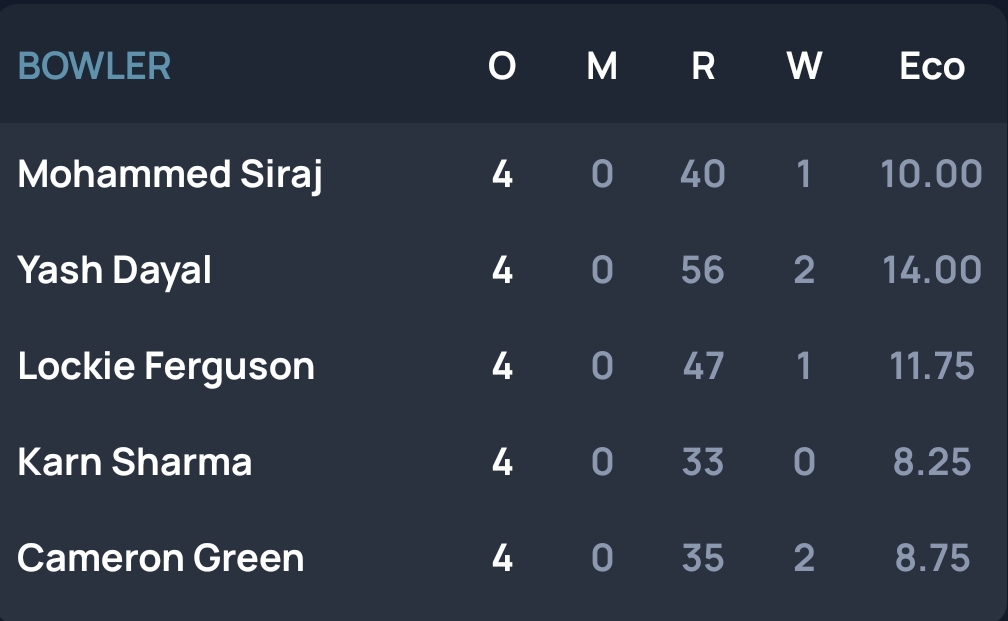 BOWLER O M R W Eco
Mohammed Siraj 4 0 40 1 10.00
Yash Dayal 4 0 56 2 14.00
Lockie Ferguson 4 0 47 1 11.75
Karn Sharma 4 0 33 0 8.25
Cameron Green 4 0 35 2 8.75